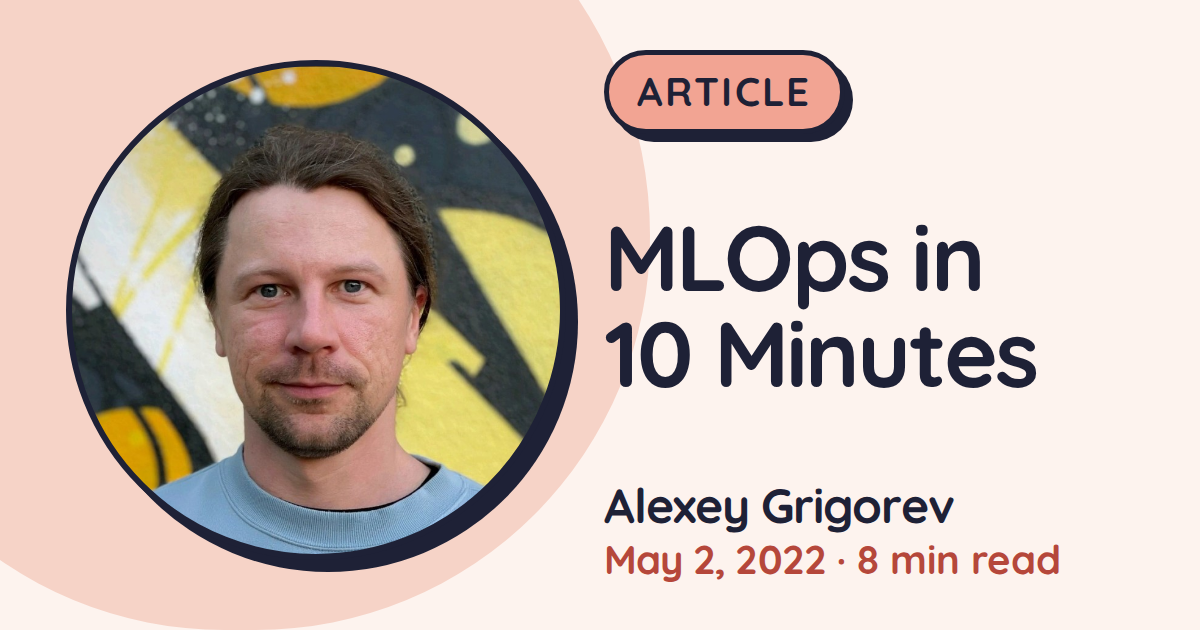 ARTICLE
MLOps in
10 Minutes
Alexey Grigorev
May 2, 2022 · 8 min read